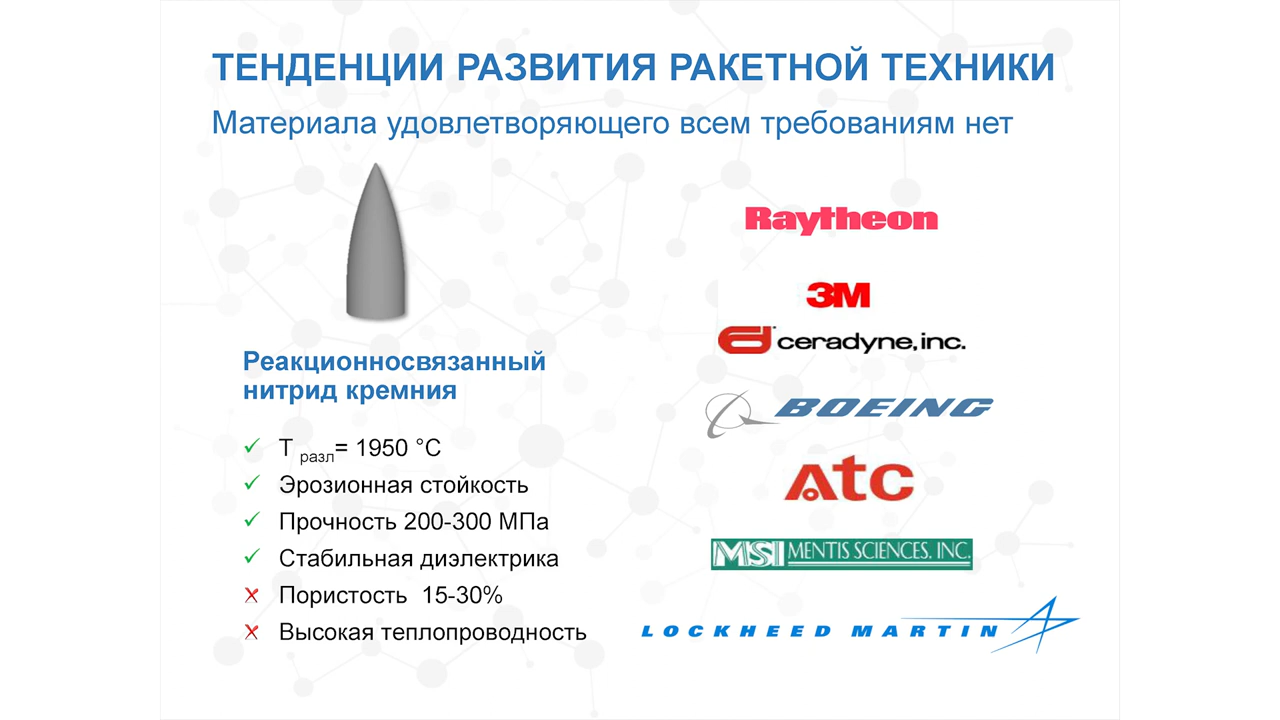 ТЕНДЕНЦИИ РАЗВИТИЯ РАКЕТНОЙ ТЕХНИКИ
Материала удовлетворяющего всем требованиям нет
Реакционносвязанный
нитрид кремния
T разл= 1950 °C
Эрозионная стойкость
Прочность 200-300 МПа
Стабильная диэлектрика
Пористость 15-30%
Высокая теплопроводность
Raytheon
3M
ceradyne, inc.
BOEING
Atc
MSI MENTIS SCIENCES, INC.
LOCKHEED MARTIN